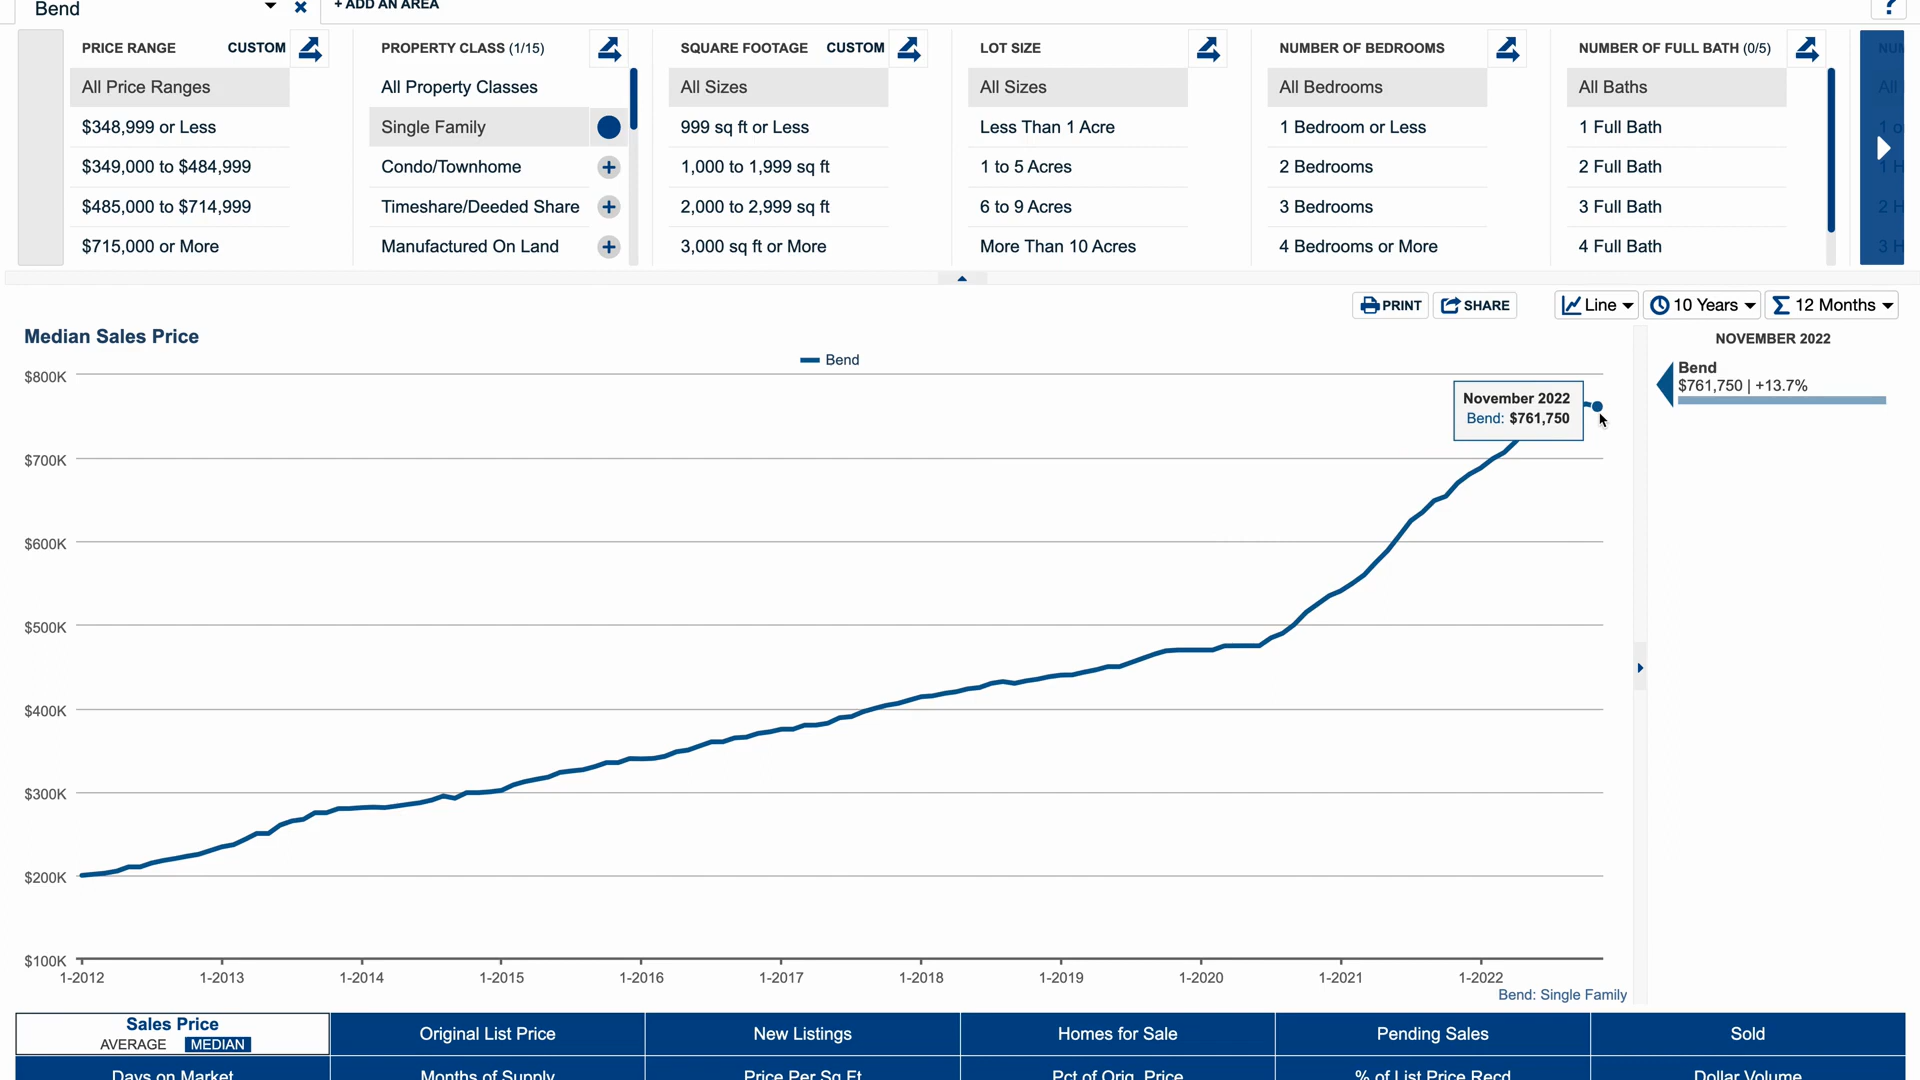 Bend
+ ADD AN AREA
?
PRICE RANGE CUSTOM
All Price Ranges
$348,999 or Less
$349,000 to $484,999
$485,000 to $714,999
$715,000 or More
PROPERTY CLASS (1/15)
All Property Classes
Single Family
Condo/Townhome
Timeshare/Deeded Share
Manufactured On Land
SQUARE FOOTAGE CUSTOM
All Sizes
999 sq ft or Less
1,000 to 1,999 sq ft
2,000 to 2,999 sq ft
3,000 sq ft or More
LOT SIZE
All Sizes
Less Than 1 Acre
1 to 5 Acres
6 to 9 Acres
More Than 10 Acres
NUMBER OF BEDROOMS
All Bedrooms
1 Bedroom or Less
2 Bedrooms
3 Bedrooms
4 Bedrooms or More
NUMBER OF FULL BATH (0/5)
All Baths
1 Full Bath
2 Full Bath
3 Full Bath
4 Full Bath
PRINT
SHARE
Line
10 Years
12 Months
Median Sales Price
Bend
NOVEMBER 2022
Bend
$761,750 | +13.7%
November 2022
Bend: $761,750
$800K
$700K
$600K
$500K
$400K
$300K
$200K
$100K
1-2012 1-2013 1-2014 1-2015 1-2016 1-2017 1-2018 1-2019 1-2020 1-2021 1-2022
Bend: Single Family
Sales Price
AVERAGE MEDIAN
Original List Price
New Listings
Homes for Sale
Pending Sales
Sold
Days on Market
Months of Supply
Price Per Sq Ft
Pct of Orig. Price
% of List Price Recd
Dollar Volume